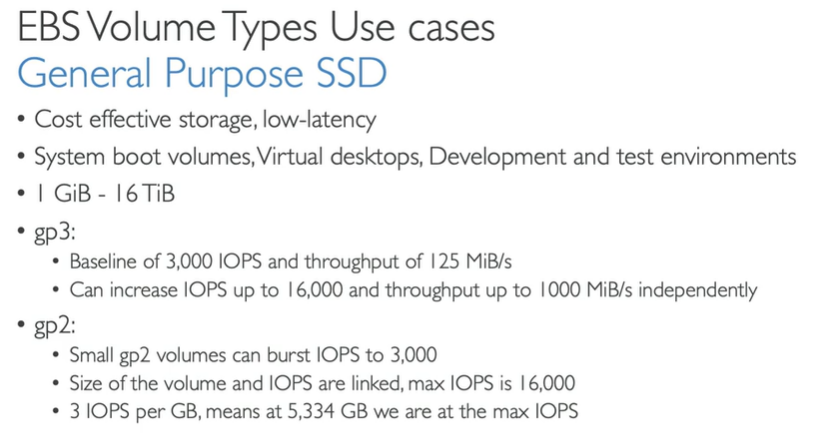 EBS Volume Types Use cases
General Purpose SSD
• Cost effective storage, low-latency
• System boot volumes, Virtual desktops, Development and test environments
• 1 GiB - 16 TiB
• gp3:
• Baseline of 3,000 IOPS and throughput of 125 MiB/s
• Can increase IOPS up to 16,000 and throughput up to 1000 MiB/s independently
• gp2:
• Small gp2 volumes can burst IOPS to 3,000
• Size of the volume and IOPS are linked, max IOPS is 16,000
• 3 IOPS per GB, means at 5,334 GB we are at the max IOPS